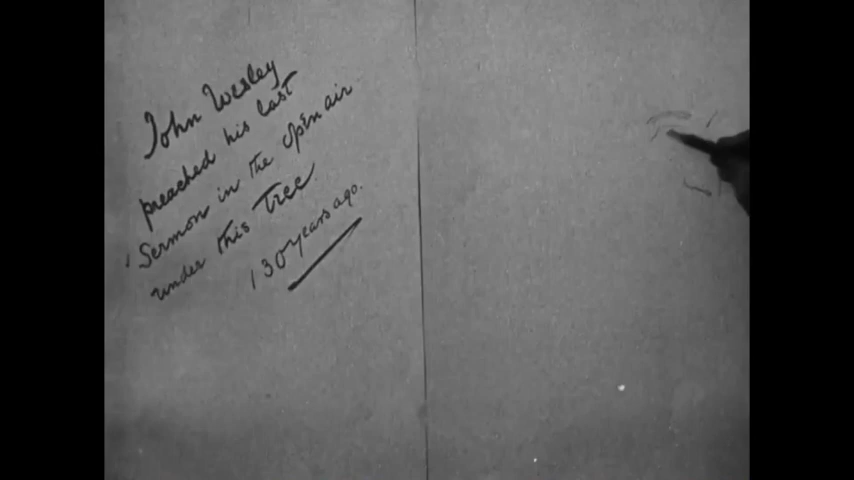 John Wesley
preached his last
Sermon in the open air
under this Tree.
130 years ago.